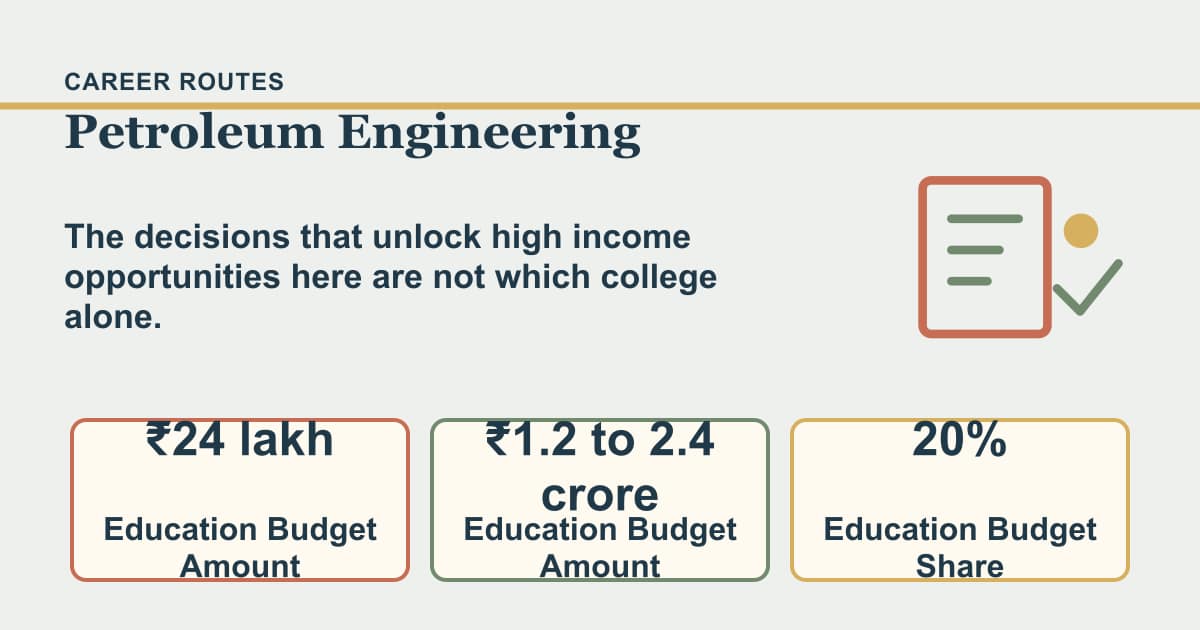 CAREER ROUTES
Petroleum Engineering
The decisions that unlock high income
opportunities here are not which college
alone.
₹24 lakh
Education Budget
Amount
₹1.2 to 2.4
crore
Education Budget
Amount
20%
Education Budget
Share